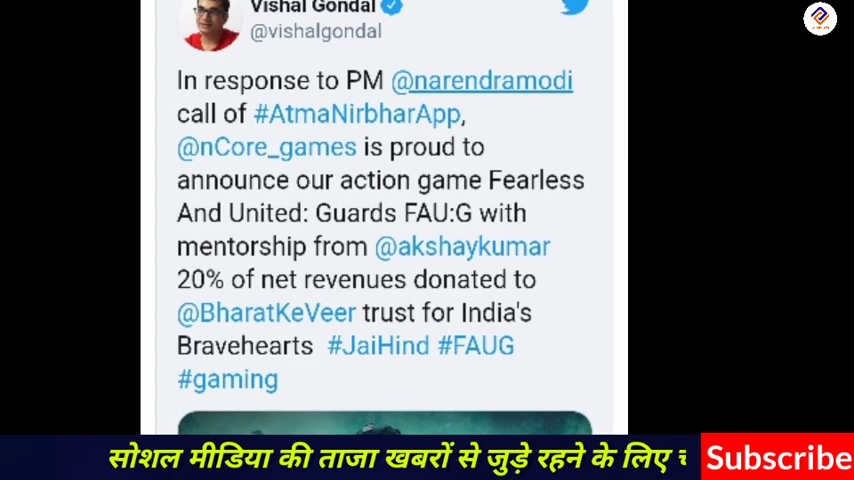 Vishal Gondal
@vishalgondal
In response to PM @narendramodi
call of #AtmaNirbharApp,
@nCore_games is proud to
announce our action game Fearless
And United: Guards FAU:G with
mentorship from @akshaykumar
20% of net revenues donated to
@BharatKeVeer trust for India's
Bravehearts #JaiHind #FAUG
#gaming
सोशल मीडिया की ताजा खबरों से जुड़े रहने के लिए
Subscribe